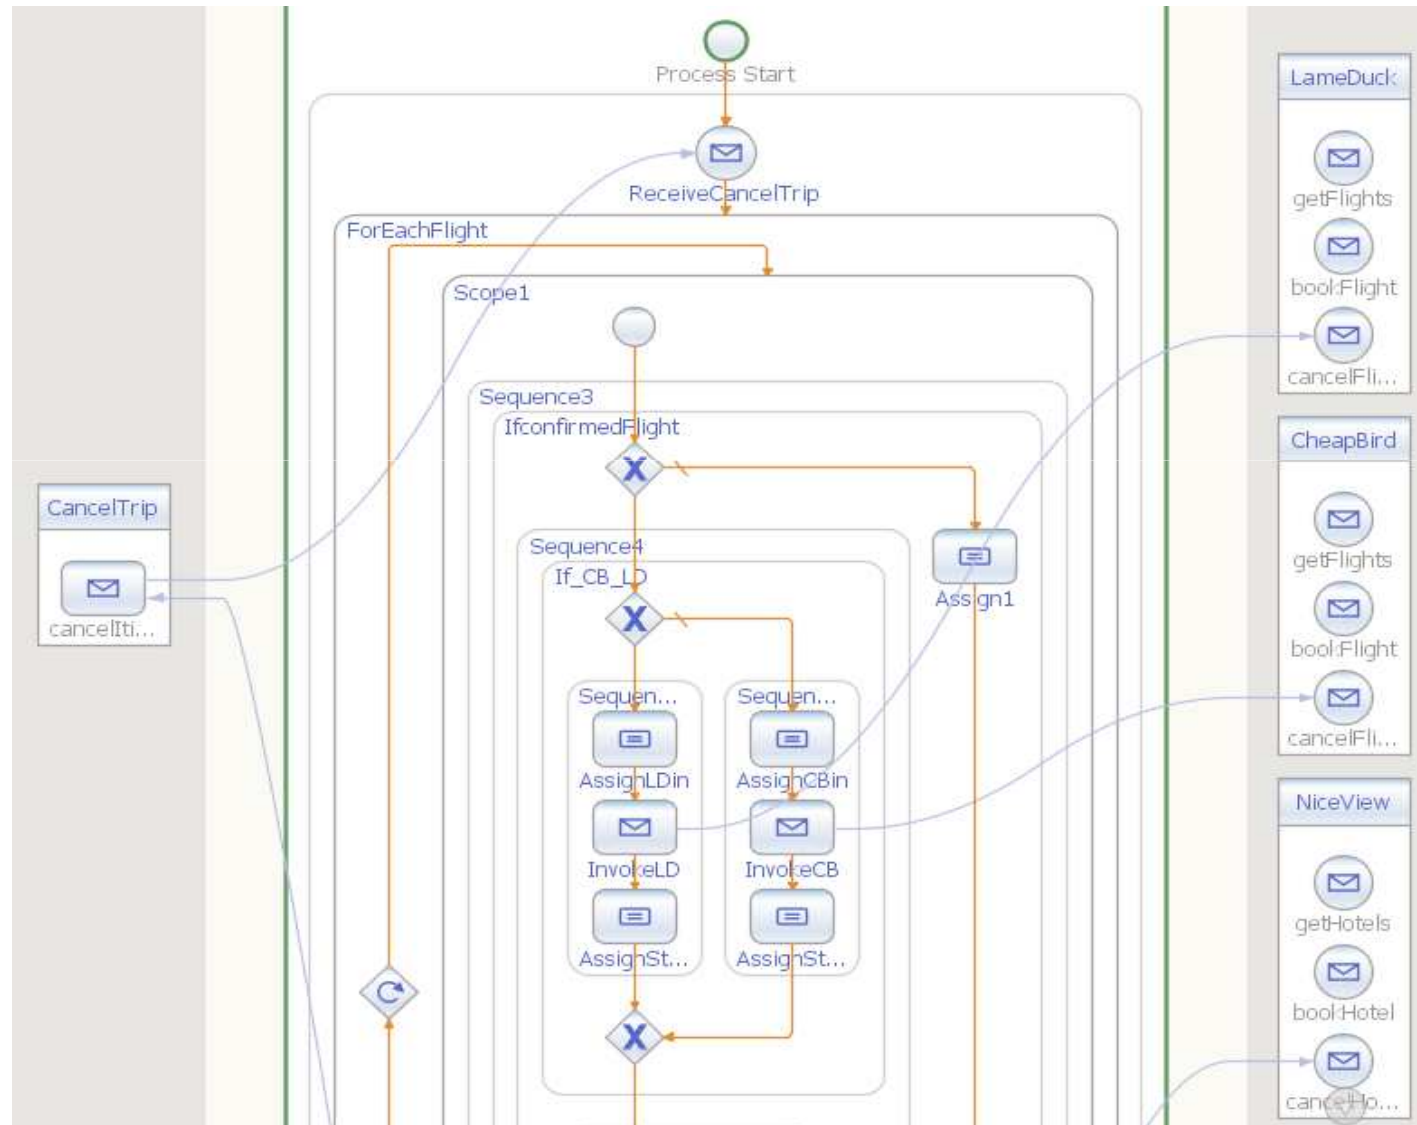 Process Start
LameDuck
ReceiveCancelTrip
getFlights
ForEachFlight
bookFlight
Scope1
cancelFli...
Sequence3
IfconfirmedFlight
CheapBird
CancelTrip
Sequence4
getFlights
If_CB_LD
Assign1
cancelIti...
bookFlight
Sequen...
Sequen...
cancelFli...
AssignLDin
AssignCBin
NiceView
InvokeLD
InvokeCB
getHotels
AssignSt...
AssignSt...
bookHotel
cancelHo...